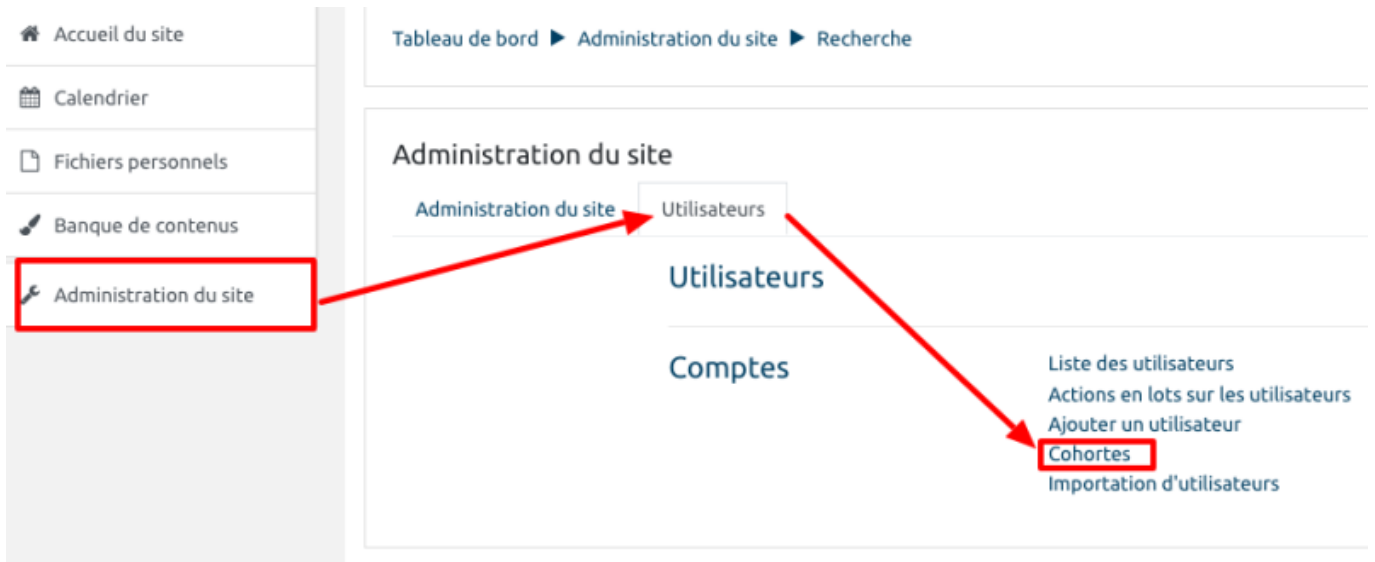 Accueil du site
Calendrier
Fichiers personnels
Banque de contenus
Administration du site
Tableau de bord ▶ Administration du site ▶ Recherche
Administration du site
Administration du site Utilisateurs
Utilisateurs
Comptes
Liste des utilisateurs
Actions en lots sur les utilisateurs
Ajouter un utilisateur
Cohortes
Importation d'utilisateurs